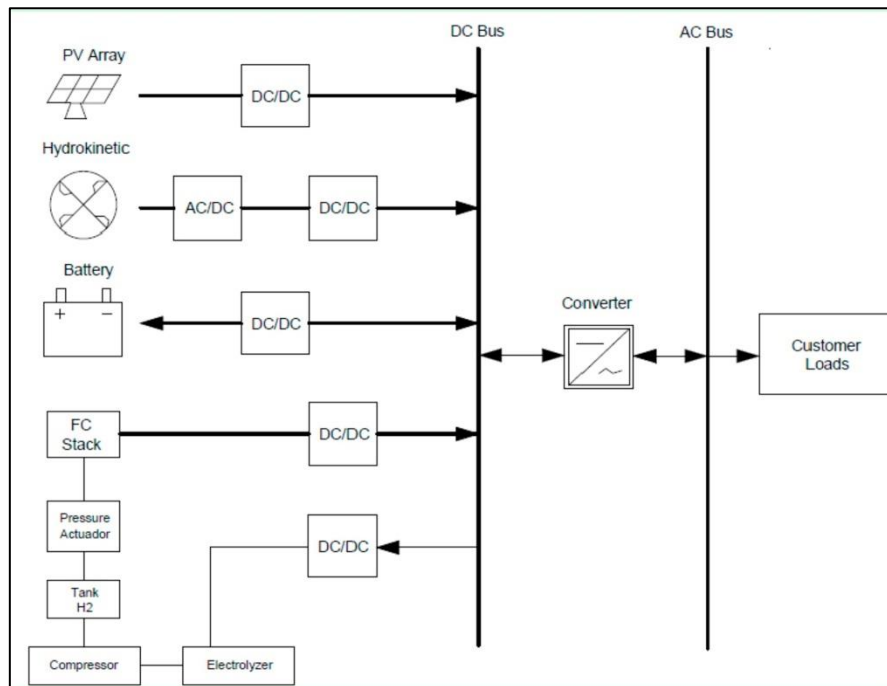 DC Bus
AC Bus
PV Array
DC/DC
Hydrokinetic
AC/DC
DC/DC
Battery
+ −
DC/DC
Converter
Customer
Loads
FC
Stack
DC/DC
Pressure
Actuador
DC/DC
Tank
H2
Compressor
Electrolyzer